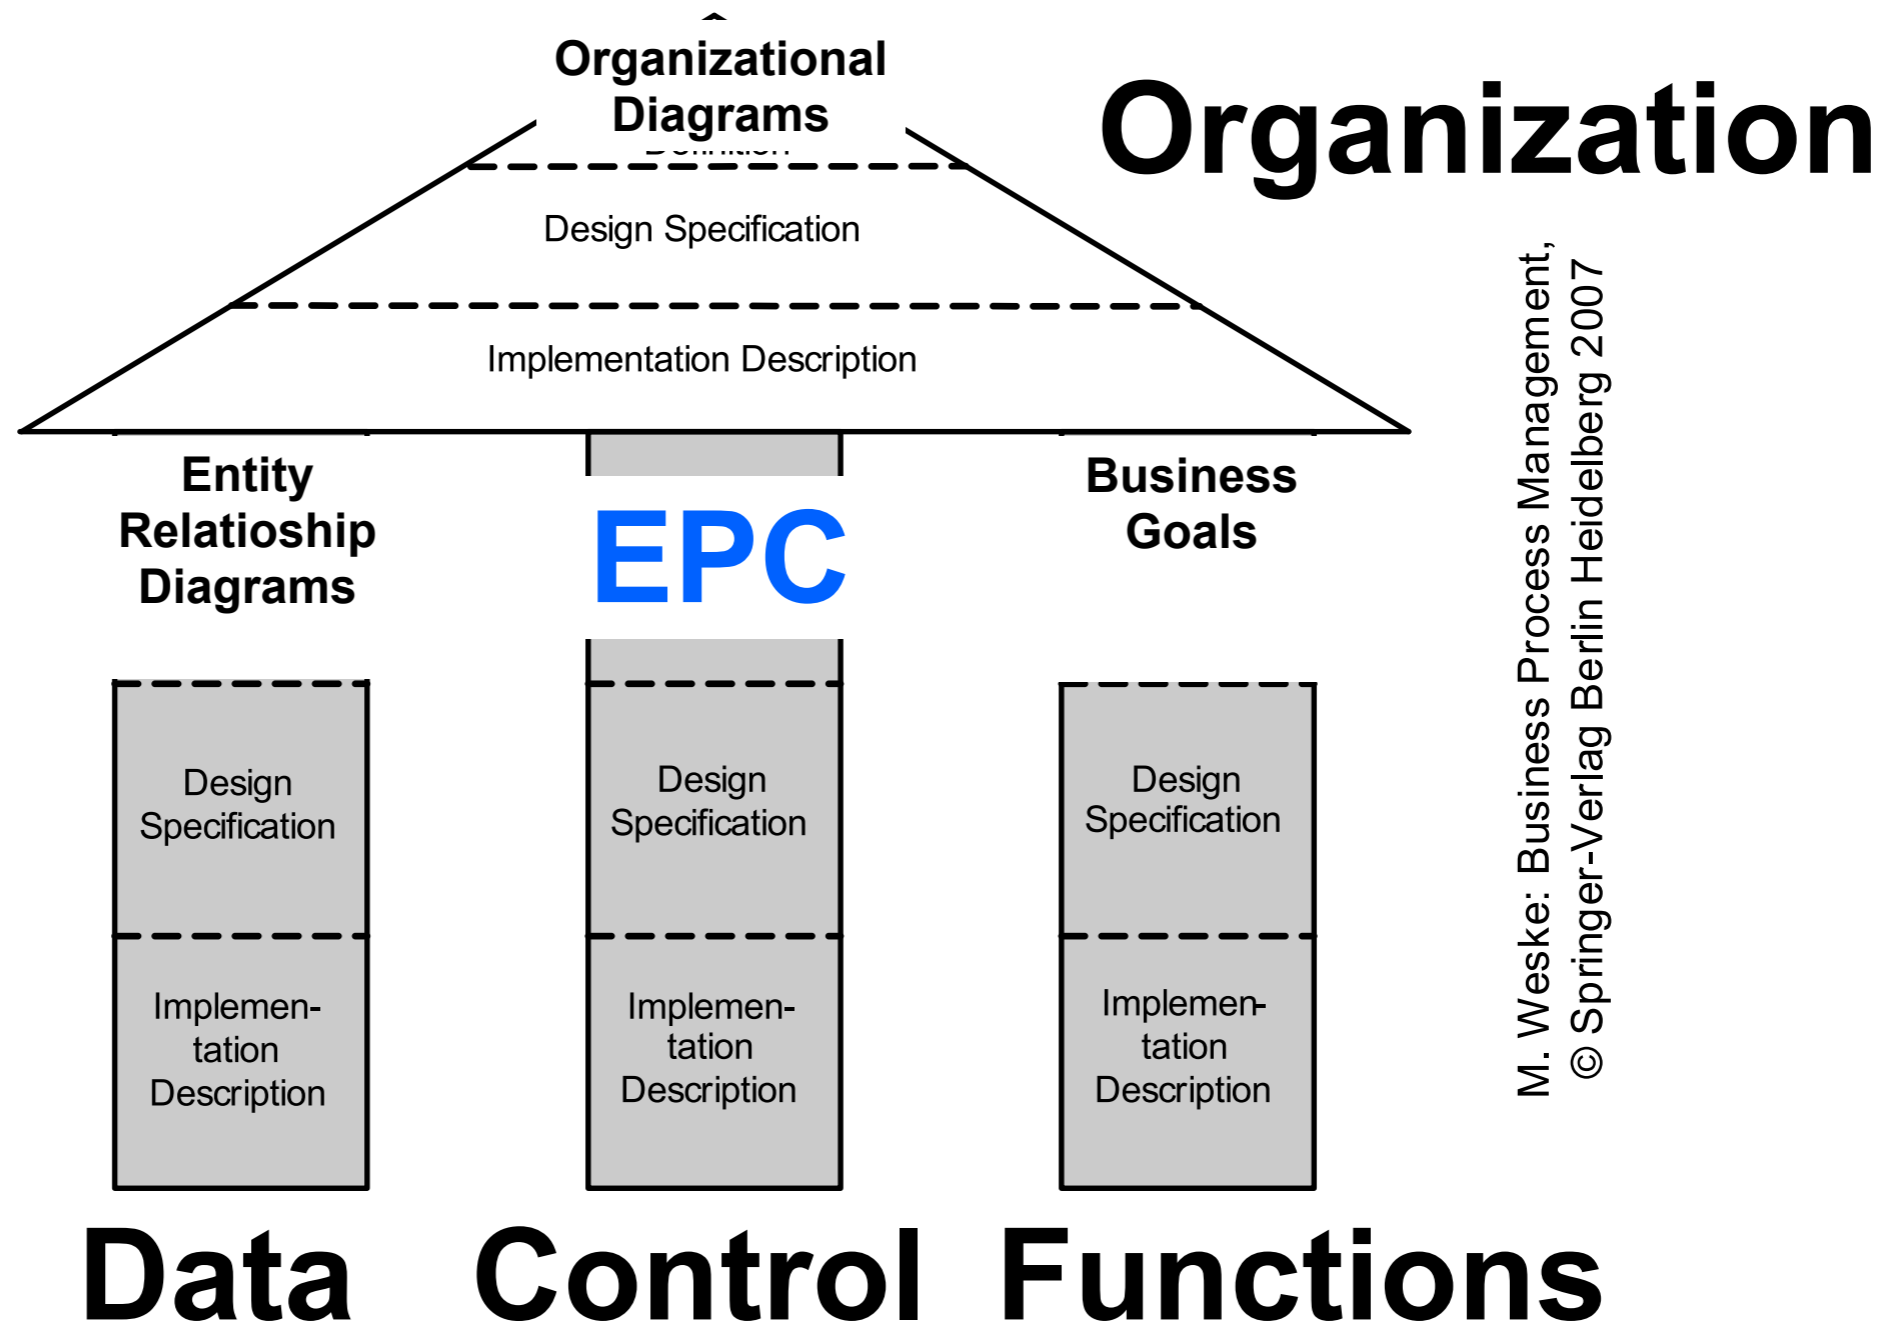 Organizational
Diagrams
Organization
Design Specification
Implementation Description
Entity
Relatioship
Diagrams
EPC
Business
Goals
Design
Specification
Design
Specification
Design
Specification
Implemen-
tation
Description
Implemen-
tation
Description
Implemen-
tation
Description
Data
Control
Functions
M. Weske: Business Process Management,
© Springer-Verlag Berlin Heidelberg 2007